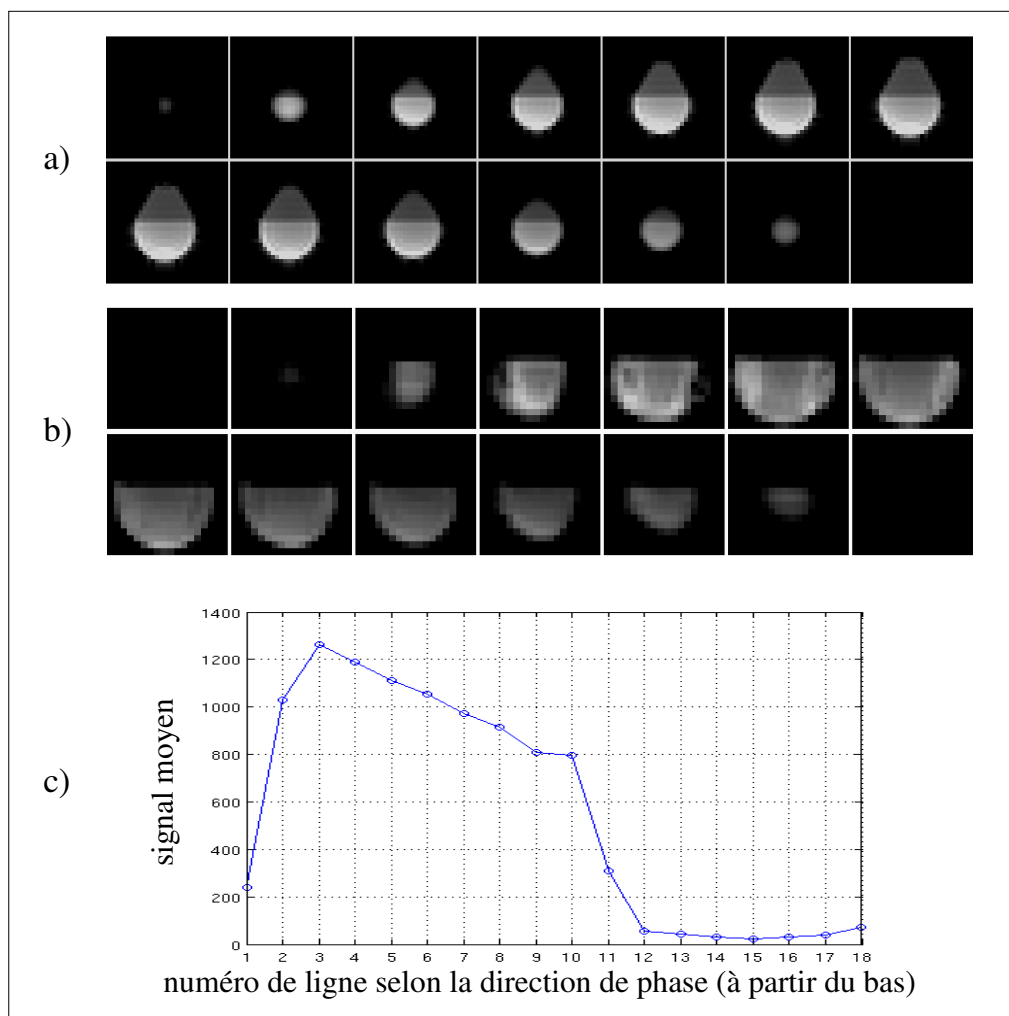 a)
b)
c)
signal moyen
1400
1200
1000
800
600
400
200
0
1 2 3 4 5 6 7 8 9 10 11 12 13 14 15 16 17 18
numéro de ligne selon la direction de phase (à partir du bas)